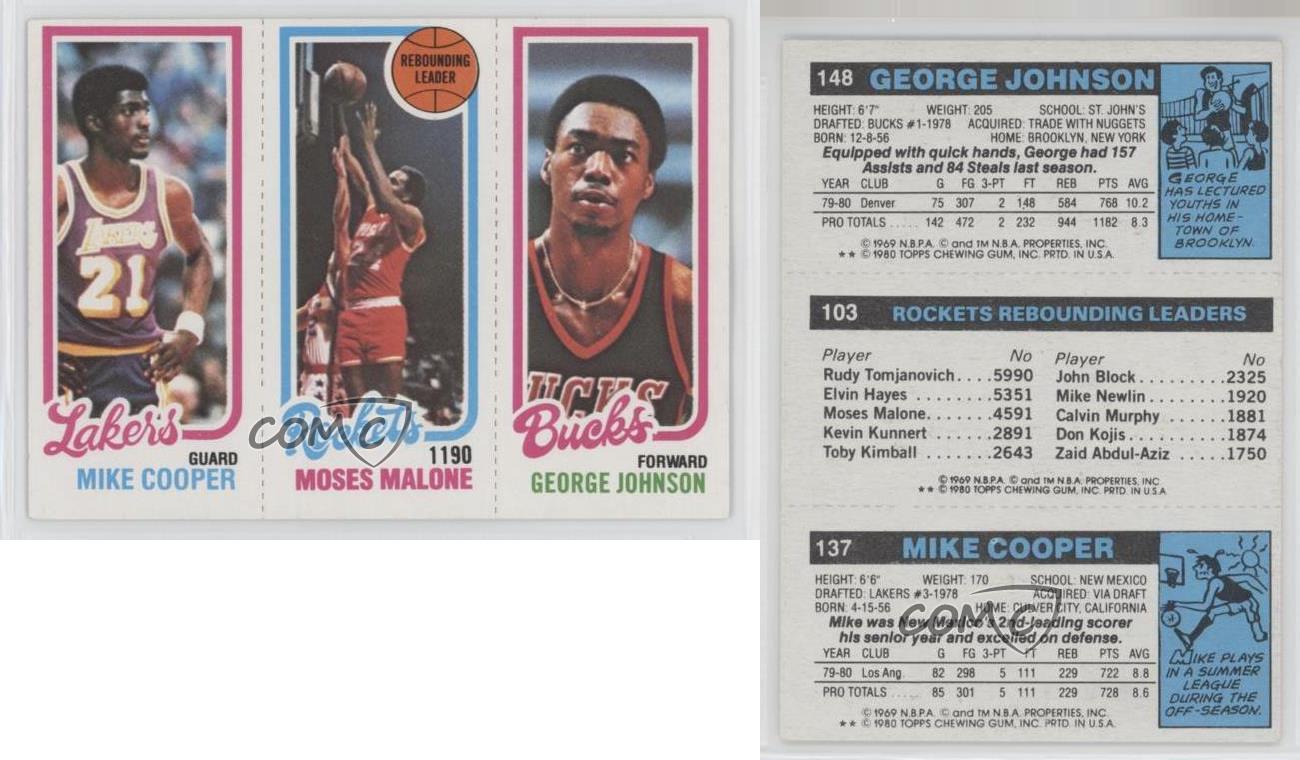 LAKERS
21
Lakers
GUARD
MIKE COOPER
REBOUNDING
LEADER
Rockets
1190
MOSES MALONE
BUCKS
Bucks
FORWARD
GEORGE JOHNSON
COMC
148 GEORGE JOHNSON
HEIGHT: 6'7" WEIGHT: 205 SCHOOL: ST. JOHN'S
DRAFTED: BUCKS #1-1978 ACQUIRED: TRADE WITH NUGGETS
BORN: 12-8-56 HOME: BROOKLYN, NEW YORK
Equipped with quick hands, George had 157
Assists and 84 Steals last season.
YEAR CLUB G FG 3-PT FT REB PTS AVG
79-80 Denver 75 307 2 148 584 768 10.2
PRO TOTALS ..... 142 472 2 232 944 1182 8.3
© 1969 N.B.P.A. © and TM N.B.A. PROPERTIES, INC.
★★ © 1980 TOPPS CHEWING GUM, INC. PRTD. IN U.S.A.
GEORGE
HAS LECTURED
YOUTHS IN
HIS HOME-
TOWN OF
BROOKLYN.
103 ROCKETS REBOUNDING LEADERS
Player No Player No
Rudy Tomjanovich....5990 John Block.........2325
Elvin Hayes .......5351 Mike Newlin .......1920
Moses Malone.......4591 Calvin Murphy .....1881
Kevin Kunnert ......2891 Don Kojis..........1874
Toby Kimball .......2643 Zaid Abdul-Aziz .....1750
© 1969 N.B.P.A. © and TM N.B.A. PROPERTIES, INC.
★★ © 1980 TOPPS CHEWING GUM, INC. PRTD. IN U.S.A.
137 MIKE COOPER
HEIGHT: 6'6" WEIGHT: 170 SCHOOL: NEW MEXICO
DRAFTED: LAKERS #3-1978 ACQUIRED: VIA DRAFT
BORN: 4-15-56 HOME: CULVER CITY, CALIFORNIA
Mike was New Mexico's 2nd-leading scorer
his senior year and excelled on defense.
YEAR CLUB G FG 3-PT FT REB PTS AVG
79-80 Los Ang. 82 298 5 111 229 722 8.8
PRO TOTALS ..... 85 301 5 111 229 728 8.6
© 1969 N.B.P.A. © and TM N.B.A. PROPERTIES, INC.
★★ © 1980 TOPPS CHEWING GUM, INC. PRTD. IN U.S.A.
MIKE PLAYS
IN A SUMMER
LEAGUE
DURING THE
OFF-SEASON.
COMC